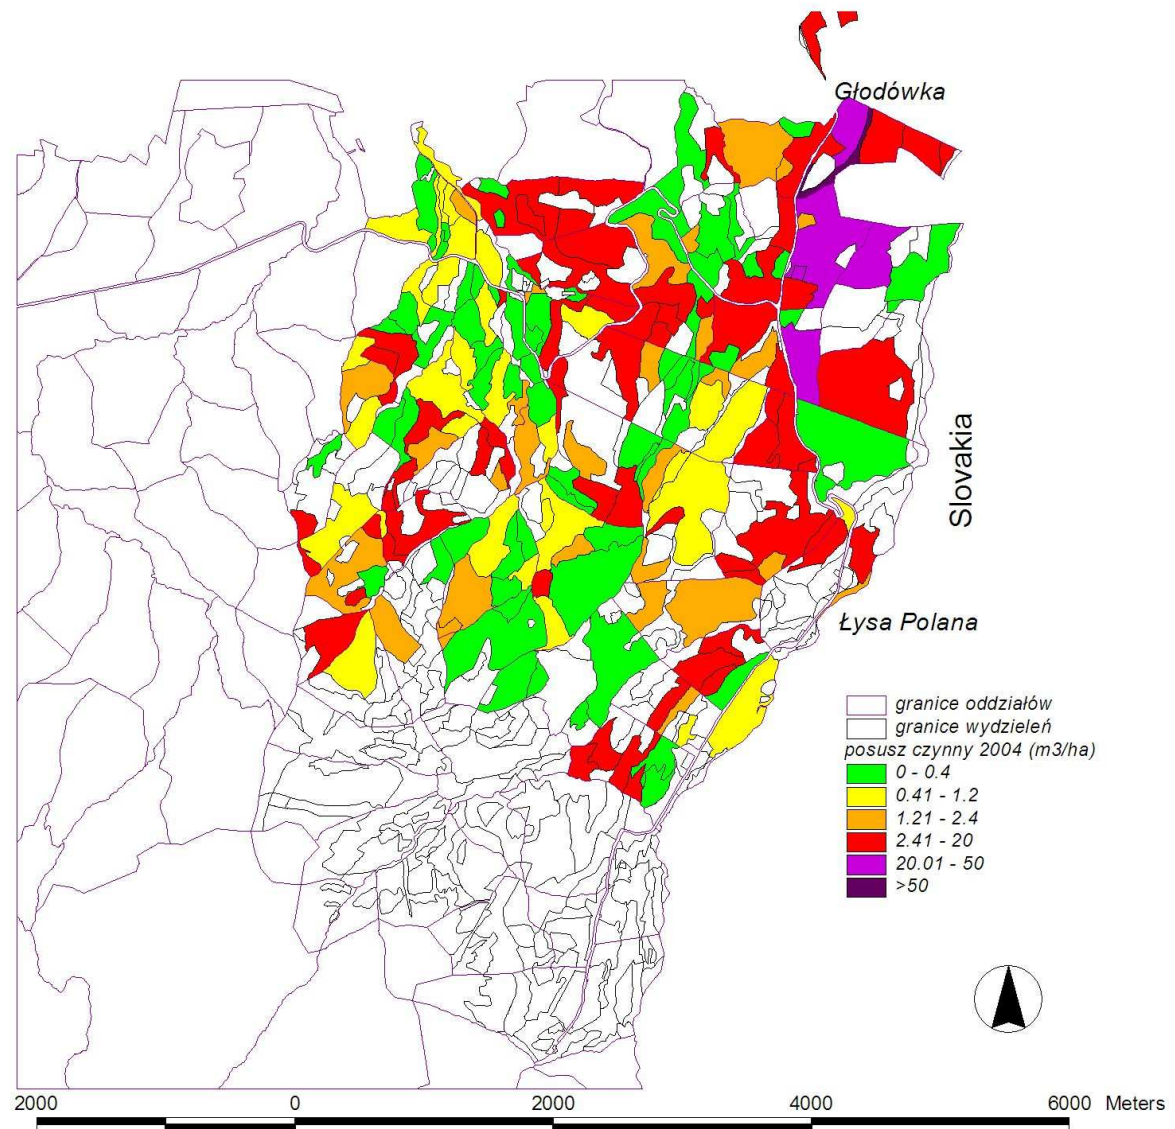 Głodówka
Slovakia
Łysa Polana
granice oddziałów
granice wydzieleń
posusz czynny 2004 (m3/ha)
0 - 0.4
0.41 - 1.2
1.21 - 2.4
2.41 - 20
20.01 - 50
>50
2000 0 2000 4000 6000 Meters